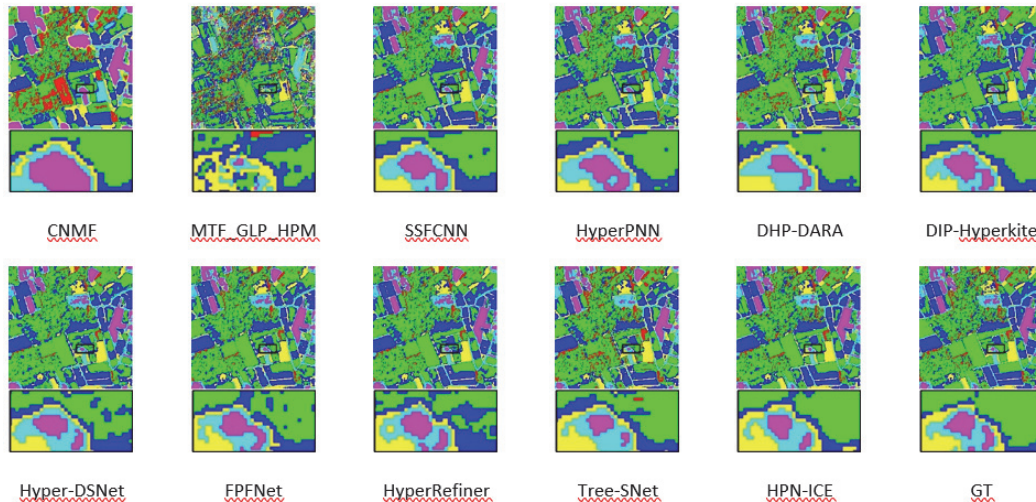 CNMF MTF_GLP_HPM SSFCNN HyperPNN DHP-DARA DIP-Hyperkite
Hyper-DSNet FPFNet HyperRefiner Tree-SNet HPN-ICE GT